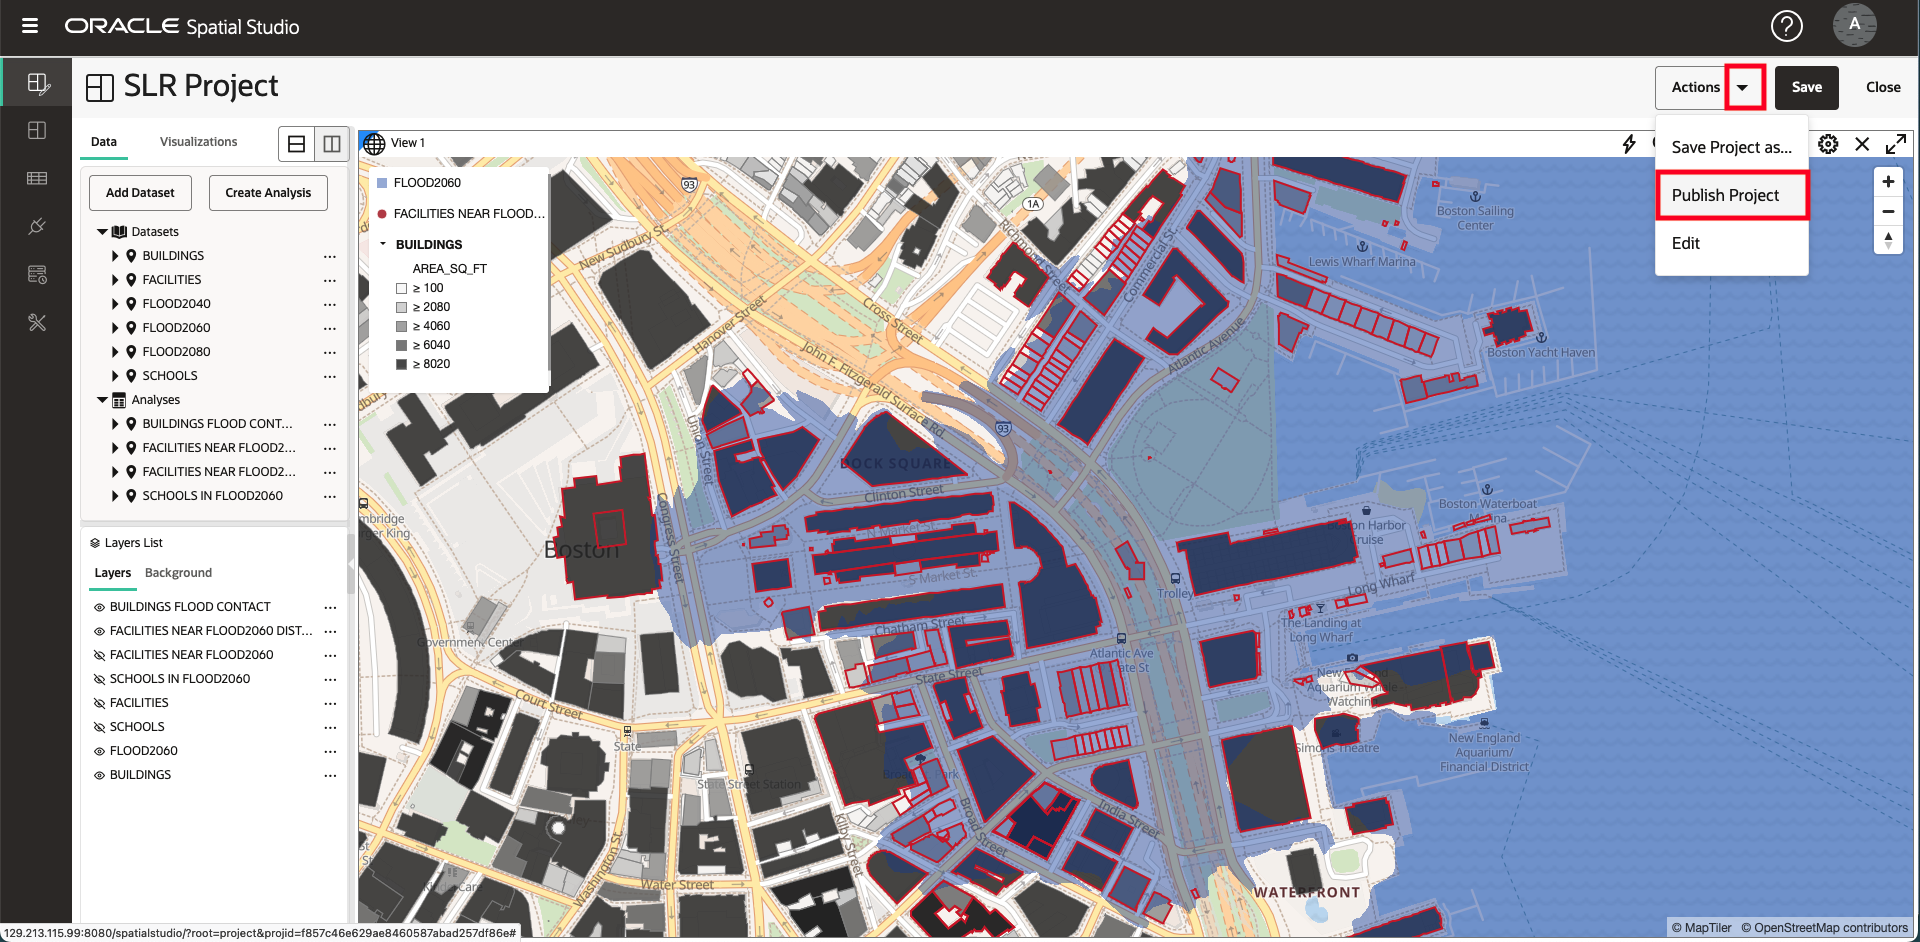 ORACLE Spatial Studio
?
A
SLR Project
Actions
Save
Close
Save Project as...
Publish Project
Edit
Data
Visualizations
Add Dataset
Create Analysis
Datasets
BUILDINGS
FACILITIES
FLOOD2040
FLOOD2060
FLOOD2080
SCHOOLS
Analyses
BUILDINGS FLOOD CONT...
FACILITIES NEAR FLOOD2...
FACILITIES NEAR FLOOD2...
SCHOOLS IN FLOOD2060
Layers List
Layers
Background
BUILDINGS FLOOD CONTACT
FACILITIES NEAR FLOOD2060 DIST...
FACILITIES NEAR FLOOD2060
SCHOOLS IN FLOOD2060
FACILITIES
SCHOOLS
FLOOD2060
BUILDINGS
View 1
FLOOD2060
FACILITIES NEAR FLOOD...
BUILDINGS
AREA_SQ_FT
≥ 100
≥ 2080
≥ 4060
≥ 6040
≥ 8020
93
1A
New Sudbury St.
Richmond Street
Commercial St.
Boston Sailing
Center
Lewis Wharf Marina
Hanover Street
Cross Street
John F. Fitzgerald Surface Rd
Atlantic Avenue
Boston Yacht Haven
Union Street
93
DOCK SQUARE
Clinton Street
Congress Street
N Market St.
S Market St.
Boston
Boston Waterboat
Marina
Harbor
Cruise
Long Wharf
Trolley
The Landing at
Long Wharf
Government Center
Chatham Street
State Street
Atlantic Ave
Aquarium Whale
Watching
Court Street
State
State Street Station
Simons Theatre
New England
Aquarium/
Financial District
Broad Street
India Street
Kilby Street
Washington St.
Water Street
WATERFRONT
© MapTiler © OpenStreetMap contributors
129.213.115.99:8080/spatialstudio/?root=project&projid=f857c46e629ae8460587abad257df86e#